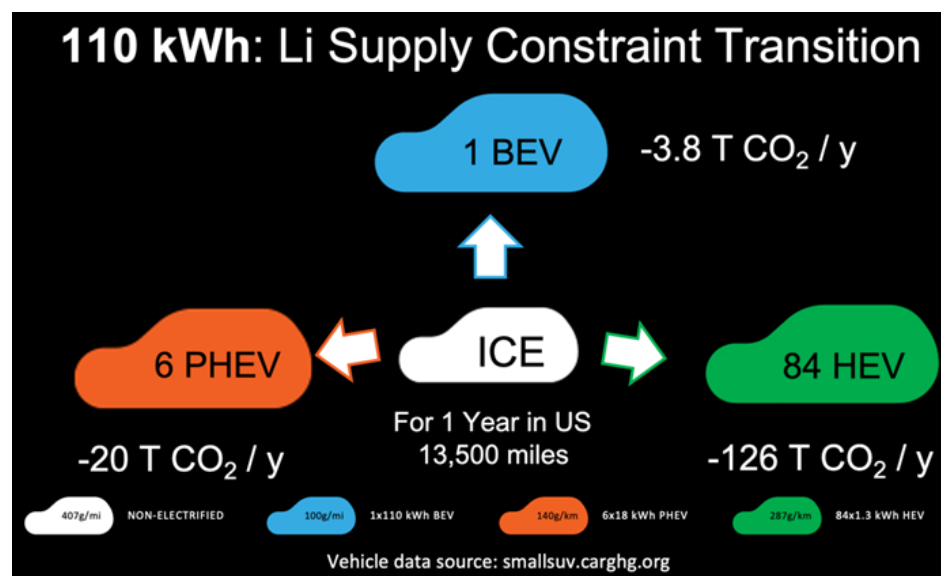 110 kWh: Li Supply Constraint Transition
1 BEV
-3.8 T CO₂ / y
6 PHEV
ICE
84 HEV
For 1 Year in US
13,500 miles
-20 T CO₂ / y
-126 T CO₂ / y
407g/mi NON-ELECTRIFIED 100g/mi 1x110 kWh BEV 140g/km 6x18 kWh PHEV 287g/km 84x1.3 kWh HEV
Vehicle data source: smallsuv.carghg.org